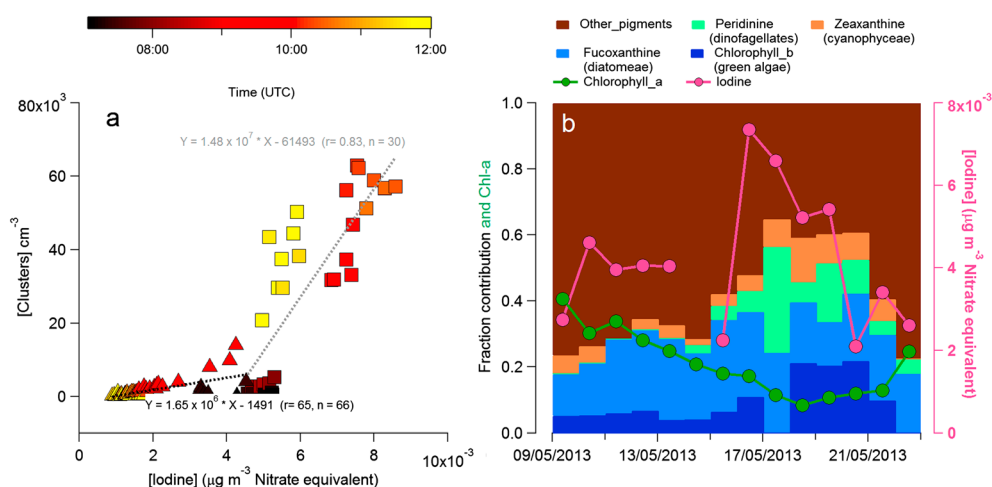 08:00 10:00 12:00
Time (UTC)
80x10³
60
40
20
0
[Clusters] cm⁻³
a
Y = 1.48 x 10⁷ * X - 61493 (r= 0.83, n = 30)
Y = 1.65 x 10⁶ * X - 1491 (r= 65, n = 66)
0 2 4 6 8 10x10⁻³
[Iodine] (µg m⁻³ Nitrate equivalent)
Other_pigments Peridinine Zeaxanthine
(dinofagellates) (cyanophyceae)
Fucoxanthine Chlorophyll_b
(diatomeae) (green algae)
Chlorophyll_a Iodine
1.0
0.8
0.6
0.4
0.2
0.0
Fraction contribution and Chl-a
b
8x10⁻³
6
4
2
0
[Iodine] (µg m⁻³ Nitrate equivalent)
09/05/2013 13/05/2013 17/05/2013 21/05/2013